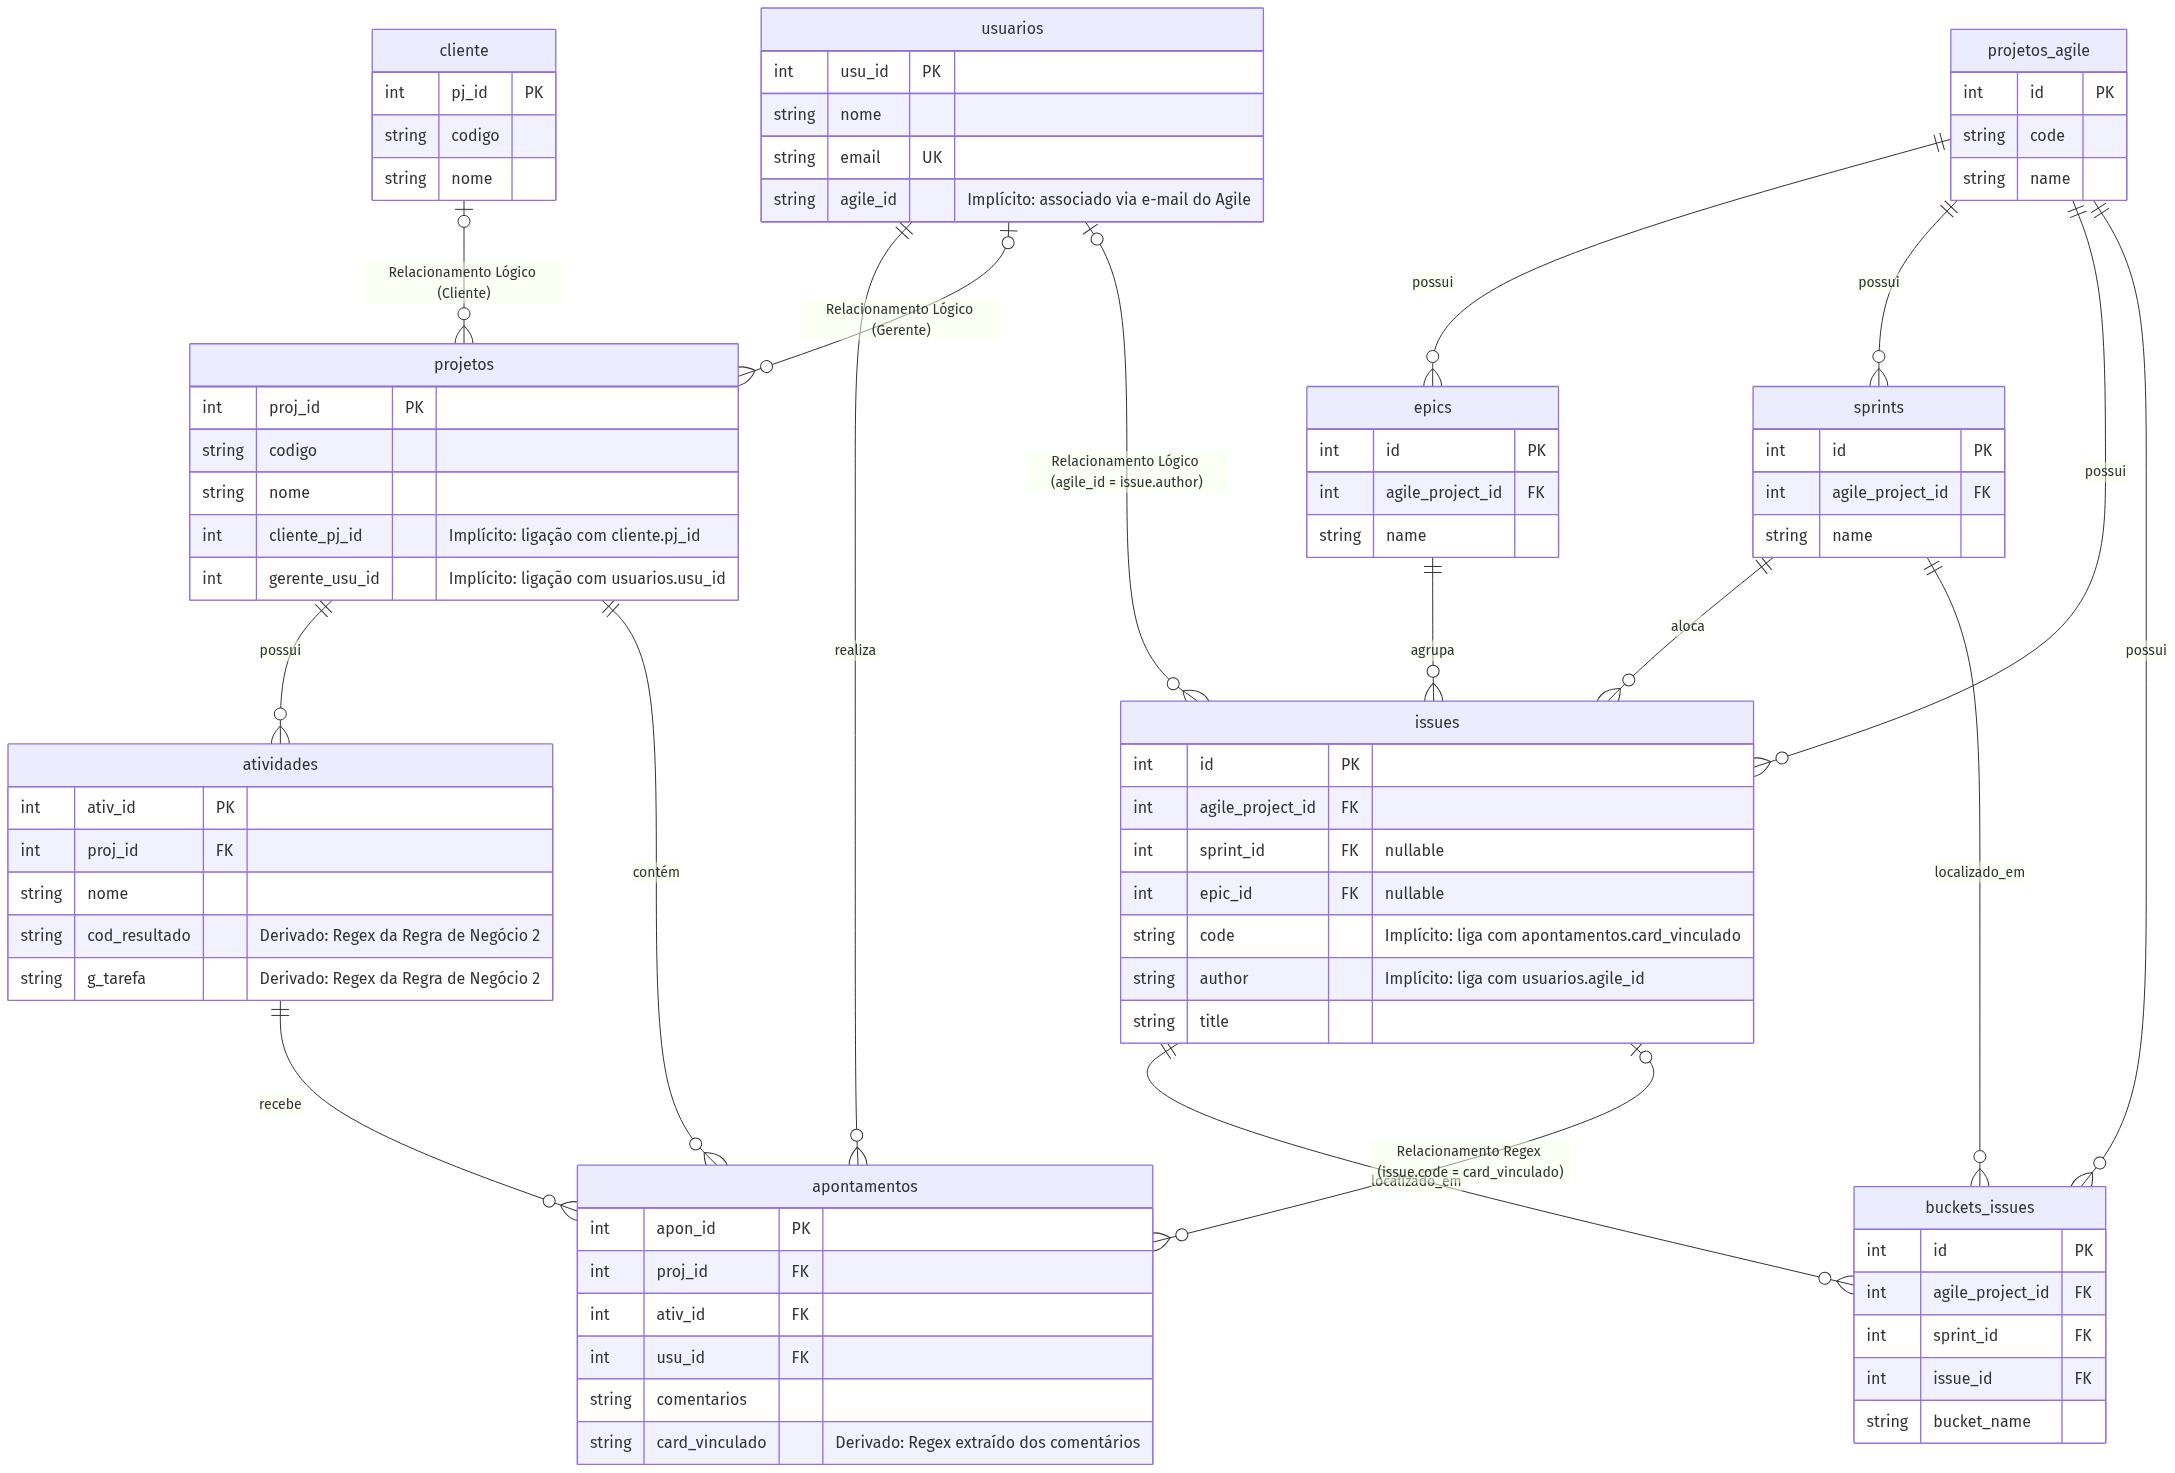 cliente
int pj_id PK
string codigo
string nome
usuarios
int usu_id PK
string nome
string email UK
string agile_id Implícito: associado via e-mail do Agile
projetos_agile
int id PK
string code
string name
Relacionamento Lógico
(Cliente)
Relacionamento Lógico
(Gerente)
possui
possui
projetos
int proj_id PK
string codigo
string nome
int cliente_pj_id Implícito: ligação com cliente.pj_id
int gerente_usu_id Implícito: ligação com usuarios.usu_id
Relacionamento Lógico
(agile_id = issue.author)
epics
int id PK
int agile_project_id FK
string name
sprints
int id PK
int agile_project_id FK
string name
possui
possui
realiza
agrupa
aloca
possui
atividades
int ativ_id PK
int proj_id FK
string nome
string cod_resultado Derivado: Regex da Regra de Negócio 2
string g_tarefa Derivado: Regex da Regra de Negócio 2
contém
issues
int id PK
int agile_project_id FK
int sprint_id FK nullable
int epic_id FK nullable
string code Implícito: liga com apontamentos.card_vinculado
string author Implícito: liga com usuarios.agile_id
string title
localizado_em
recebe
Relacionamento Regex
(issue.code = card_vinculado)
localizado_em
apontamentos
int apon_id PK
int proj_id FK
int ativ_id FK
int usu_id FK
string comentarios
string card_vinculado Derivado: Regex extraído dos comentários
buckets_issues
int id PK
int agile_project_id FK
int sprint_id FK
int issue_id FK
string bucket_name